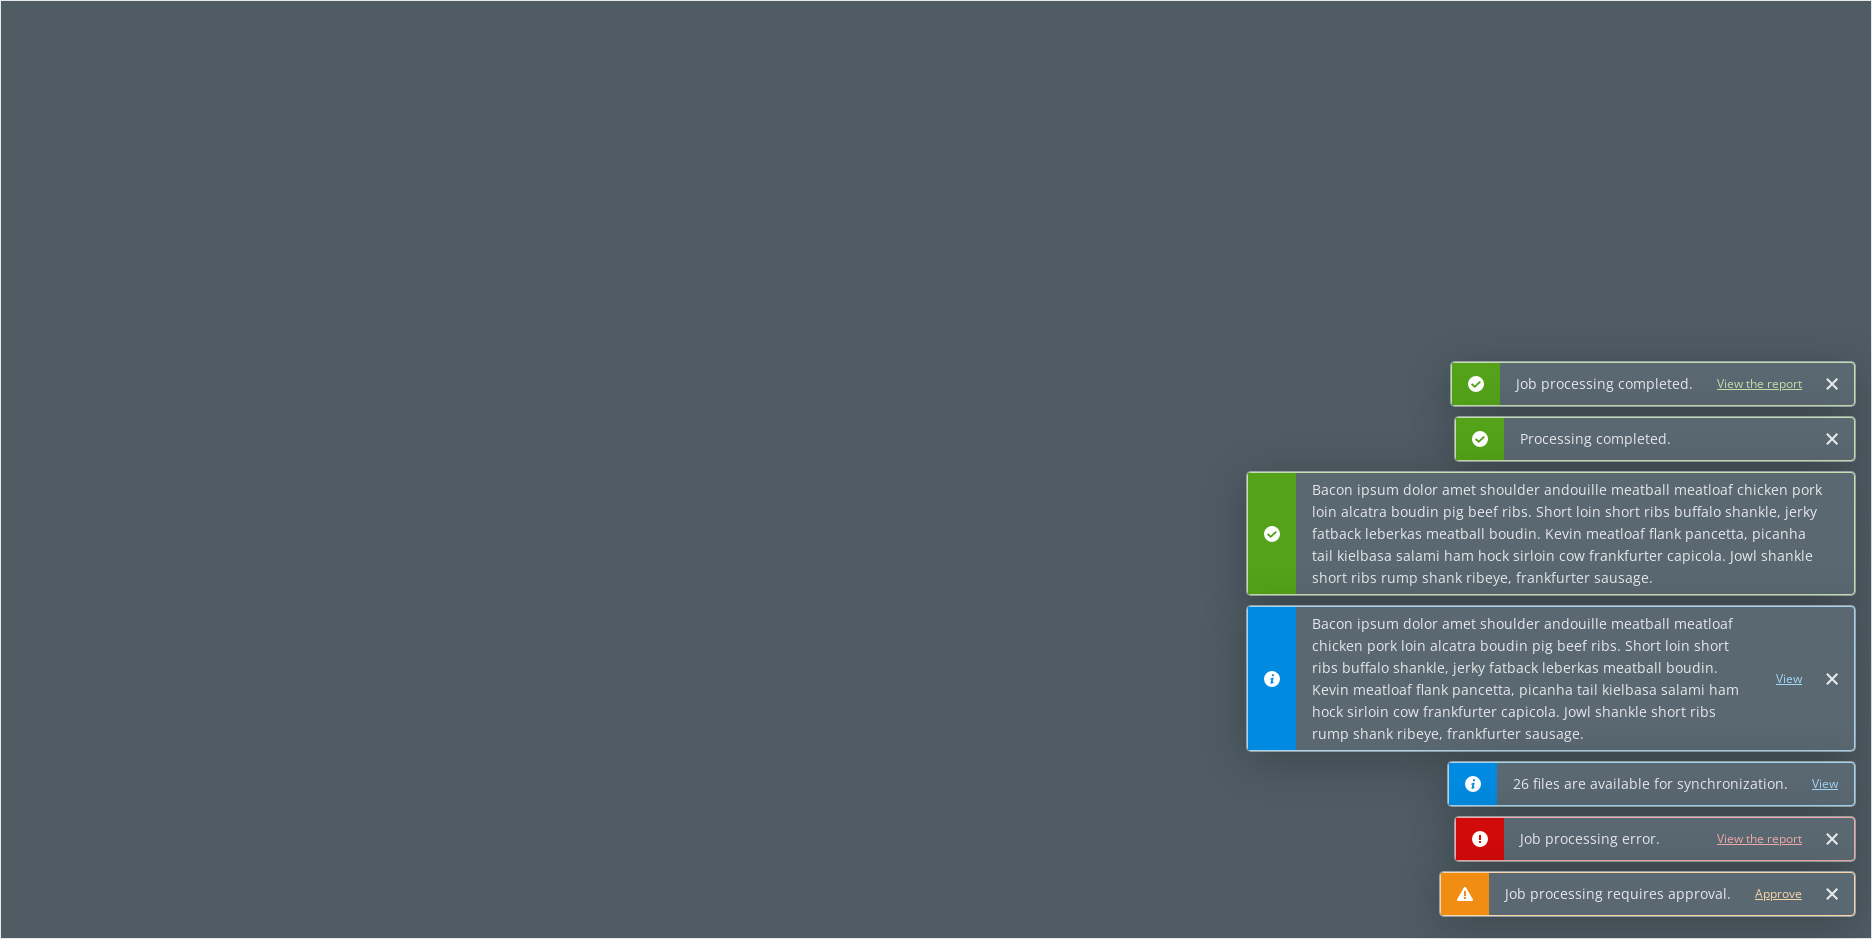 Job processing completed. View the report
Processing completed.
Bacon ipsum dolor amet shoulder andouille meatball meatloaf chicken pork
loin alcatra boudin pig beef ribs. Short loin short ribs buffalo shankle, jerky
fatback leberkas meatball boudin. Kevin meatloaf flank pancetta, picanha
tail kielbasa salami ham hock sirloin cow frankfurter capicola. Jowl shankle
short ribs rump shank ribeye, frankfurter sausage.
Bacon ipsum dolor amet shoulder andouille meatball meatloaf
chicken pork loin alcatra boudin pig beef ribs. Short loin short
ribs buffalo shankle, jerky fatback leberkas meatball boudin.
Kevin meatloaf flank pancetta, picanha tail kielbasa salami ham
hock sirloin cow frankfurter capicola. Jowl shankle short ribs
rump shank ribeye, frankfurter sausage.
View
26 files are available for synchronization. View
Job processing error. View the report
Job processing requires approval. Approve